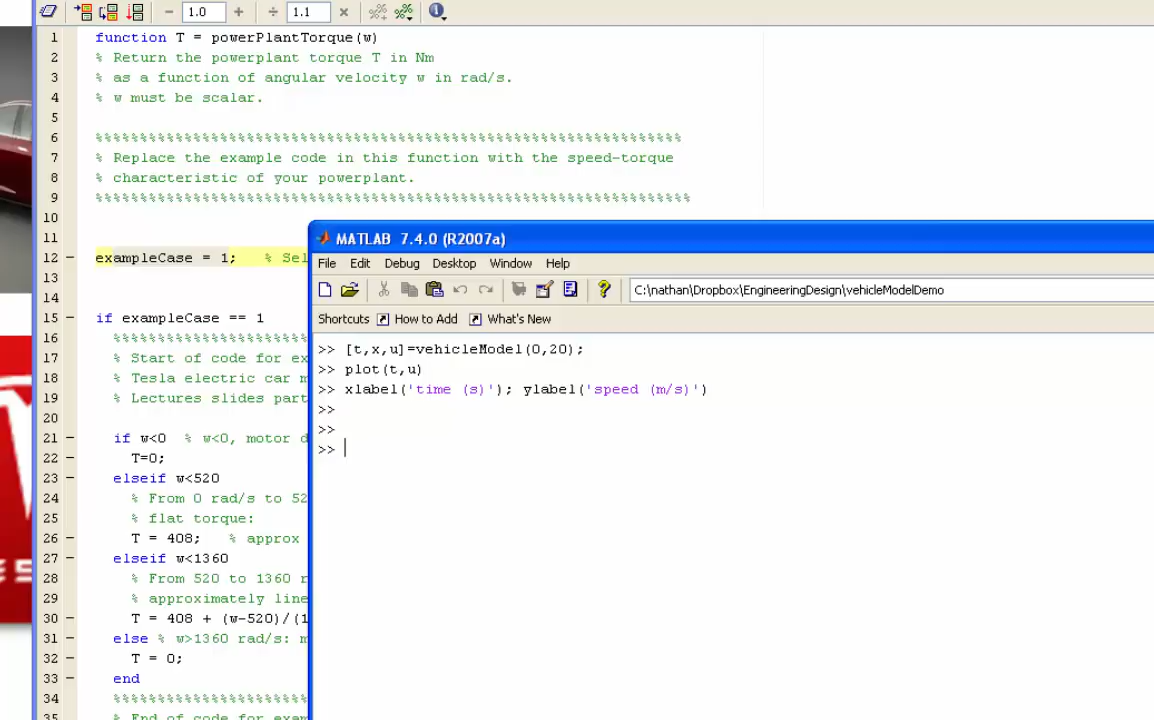 1.0
1.1
1 function T = powerPlantTorque(w)
2 % Return the powerplant torque T in Nm
3 % as a function of angular velocity w in rad/s.
4 % w must be scalar.
5
6 %%%%%%%%%%%%%%%%%%%%%%%%%%%%%%%%%%%%%%%%%%%%%%%%%%%%%%%%%%%%%%%%%%
7 % Replace the example code in this function with the speed-torque
8 % characteristic of your powerplant.
9 %%%%%%%%%%%%%%%%%%%%%%%%%%%%%%%%%%%%%%%%%%%%%%%%%%%%%%%%%%%%%%%%%%%
10
11
12 – exampleCase = 1; % Sel
13
14
15 – if exampleCase == 1
16 %%%%%%%%%%%%%%%%%%%%%%
17 % Start of code for ex
18 % Tesla electric car m
19 % Lectures slides part
20
21 – if w<0 % w<0, motor d
22 – T=0;
23 – elseif w<520
24 % From 0 rad/s to 52
25 % flat torque:
26 – T = 408; % approx
27 – elseif w<1360
28 % From 520 to 1360 r
29 % approximately line
30 – T = 408 + (w-520)/(1
31 – else % w>1360 rad/s: m
32 – T = 0;
33 – end
34 %%%%%%%%%%%%%%%%%%%%%%
35 % End of code for exam
MATLAB 7.4.0 (R2007a)
File Edit Debug Desktop Window Help
C:\nathan\Dropbox\EngineeringDesign\vehicleModelDemo
Shortcuts How to Add What's New
>> [t,x,u]=vehicleModel(0,20);
>> plot(t,u)
>> xlabel('time (s)'); ylabel('speed (m/s)')
>>
>>
>>